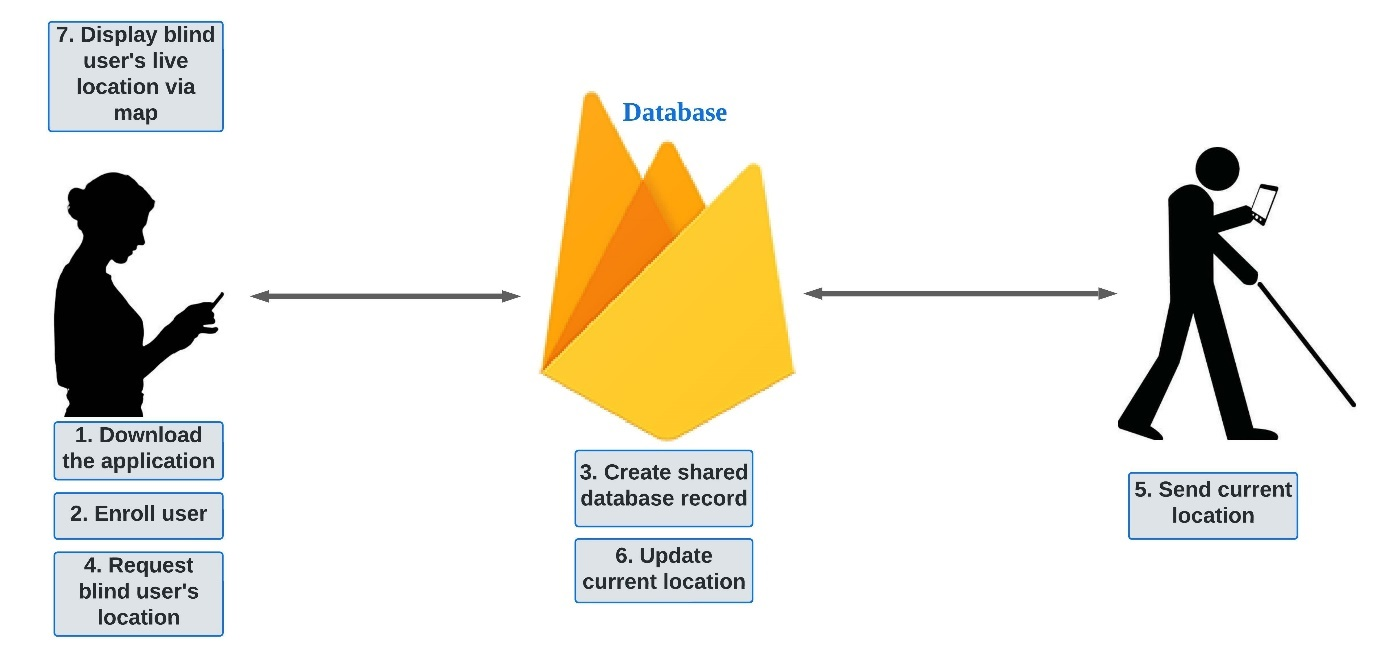 7. Display blind
user's live
location via
map
Database
1. Download
the application
2. Enroll user
4. Request
blind user's
location
3. Create shared
database record
6. Update
current location
5. Send current
location